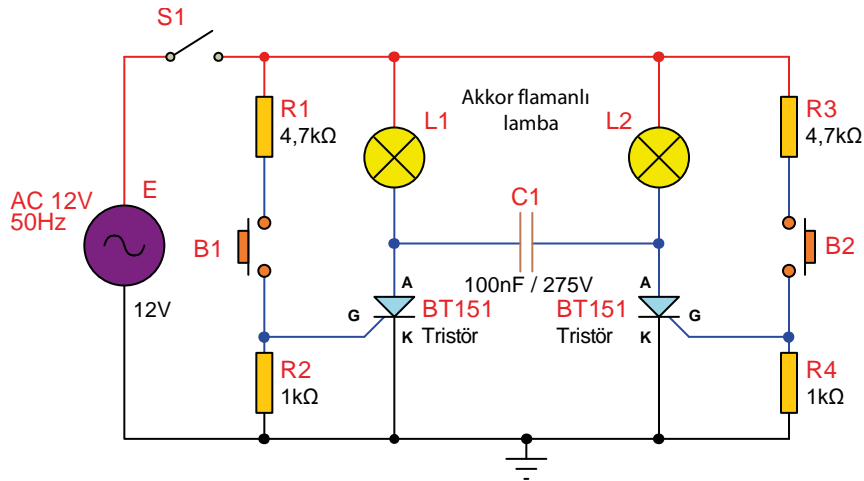 S1
R1
4,7kΩ
L1
Akkor flamanlı
lamba
L2
R3
4,7kΩ
AC 12V
50Hz
E
12V
B1
C1
100nF / 275V
B2
A
G
K
BT151
Tristör
BT151
Tristör
A
G
K
R2
1kΩ
R4
1kΩ